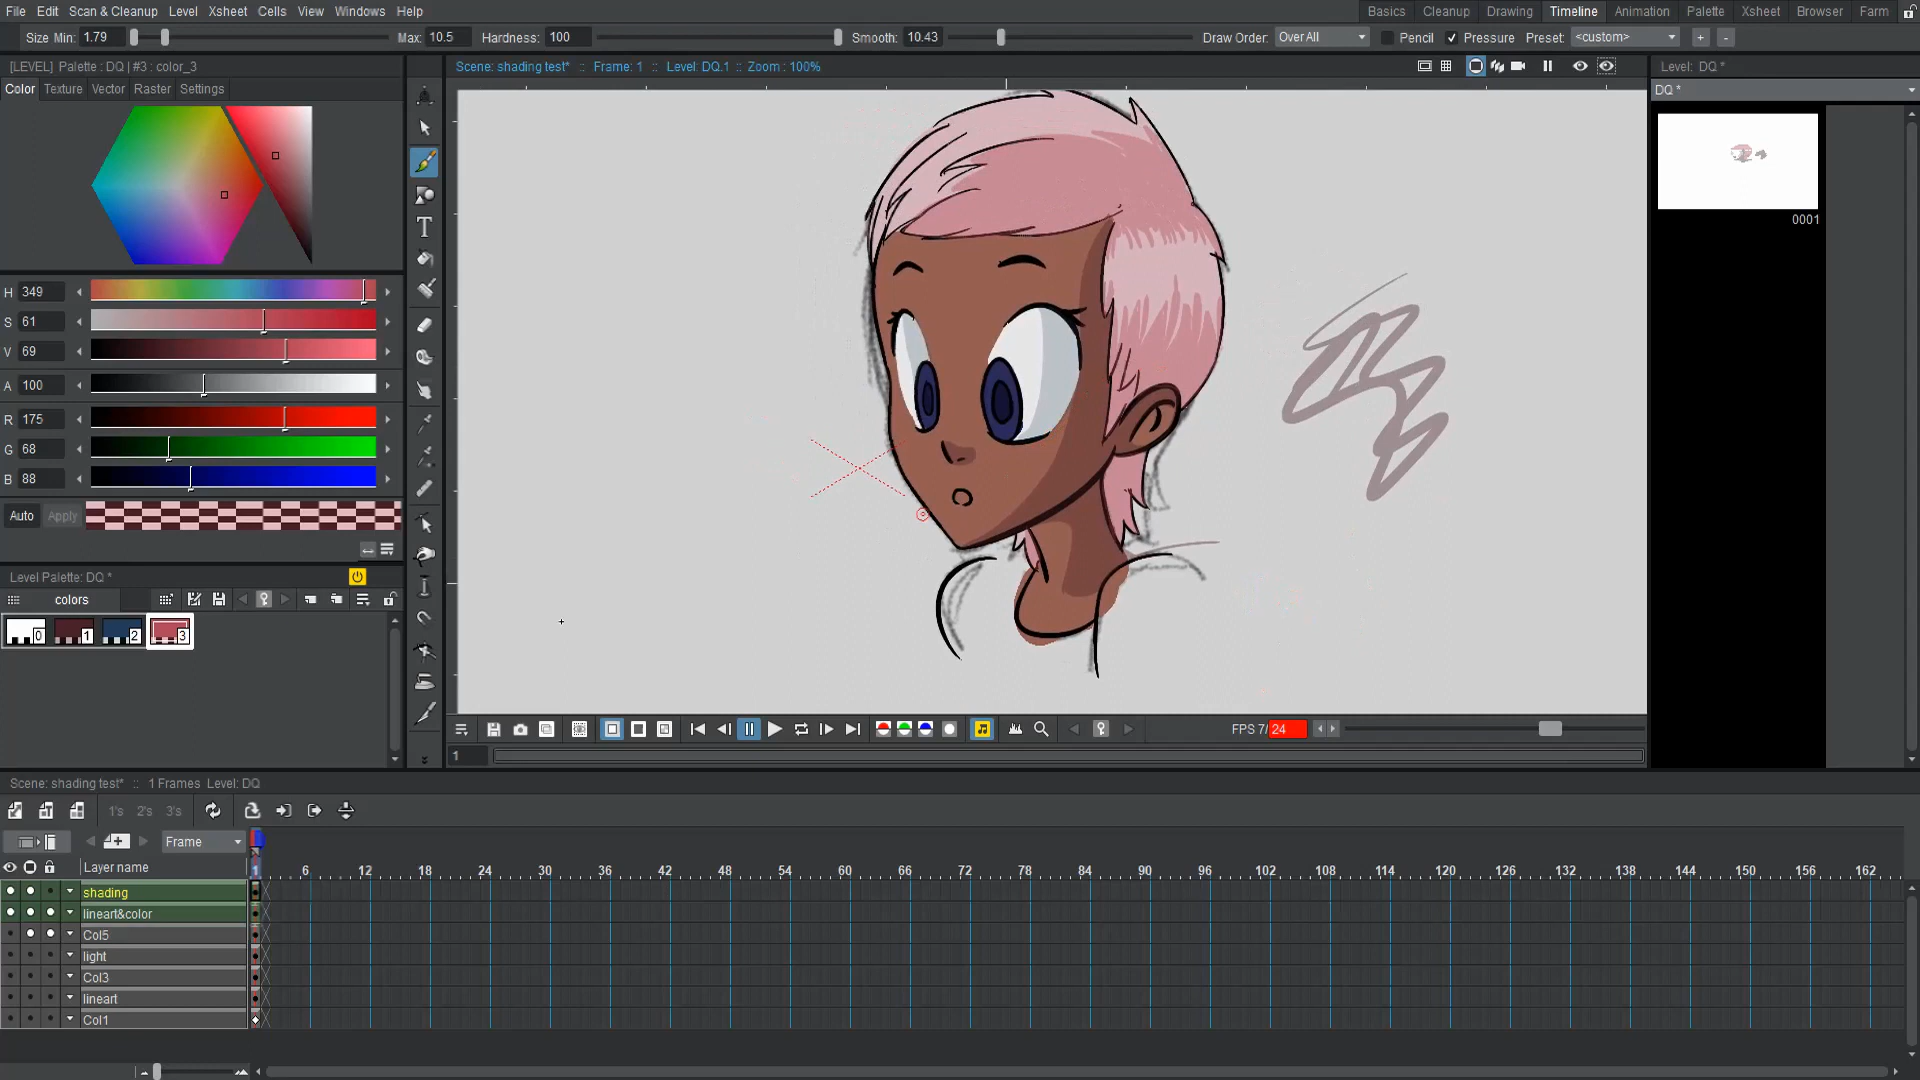 File Edit Scan & Cleanup Level Xsheet Cells View Windows Help
Basics Cleanup Drawing Timeline Animation Palette Xsheet Browser Farm
Size Min: 1.79 Max: 10.5 Hardness: 100 Smooth: 10.43 Draw Order: Over All Pencil Pressure Preset: <custom> + -
[LEVEL] Palette : DQ | #3 : color_3
Scene: shading test* :: Frame: 1 :: Level: DQ.1 :: Zoom : 100%
Level: DQ *
Color Texture Vector Raster Settings
DQ *
0001
H 349
S 61
V 69
A 100
R 175
G 68
B 88
Auto Apply
Level Palette: DQ *
colors
0 1 2 3
FPS 7/24
1
Scene: shading test* :: 1 Frames Level: DQ
1's 2's 3's
Frame
Layer name
1 6 12 18 24 30 36 42 48 54 60 66 72 78 84 90 96 102 108 114 120 126 132 138 144 150 156 162
shading
lineart&color
Col5
light
Col3
lineart
Col1